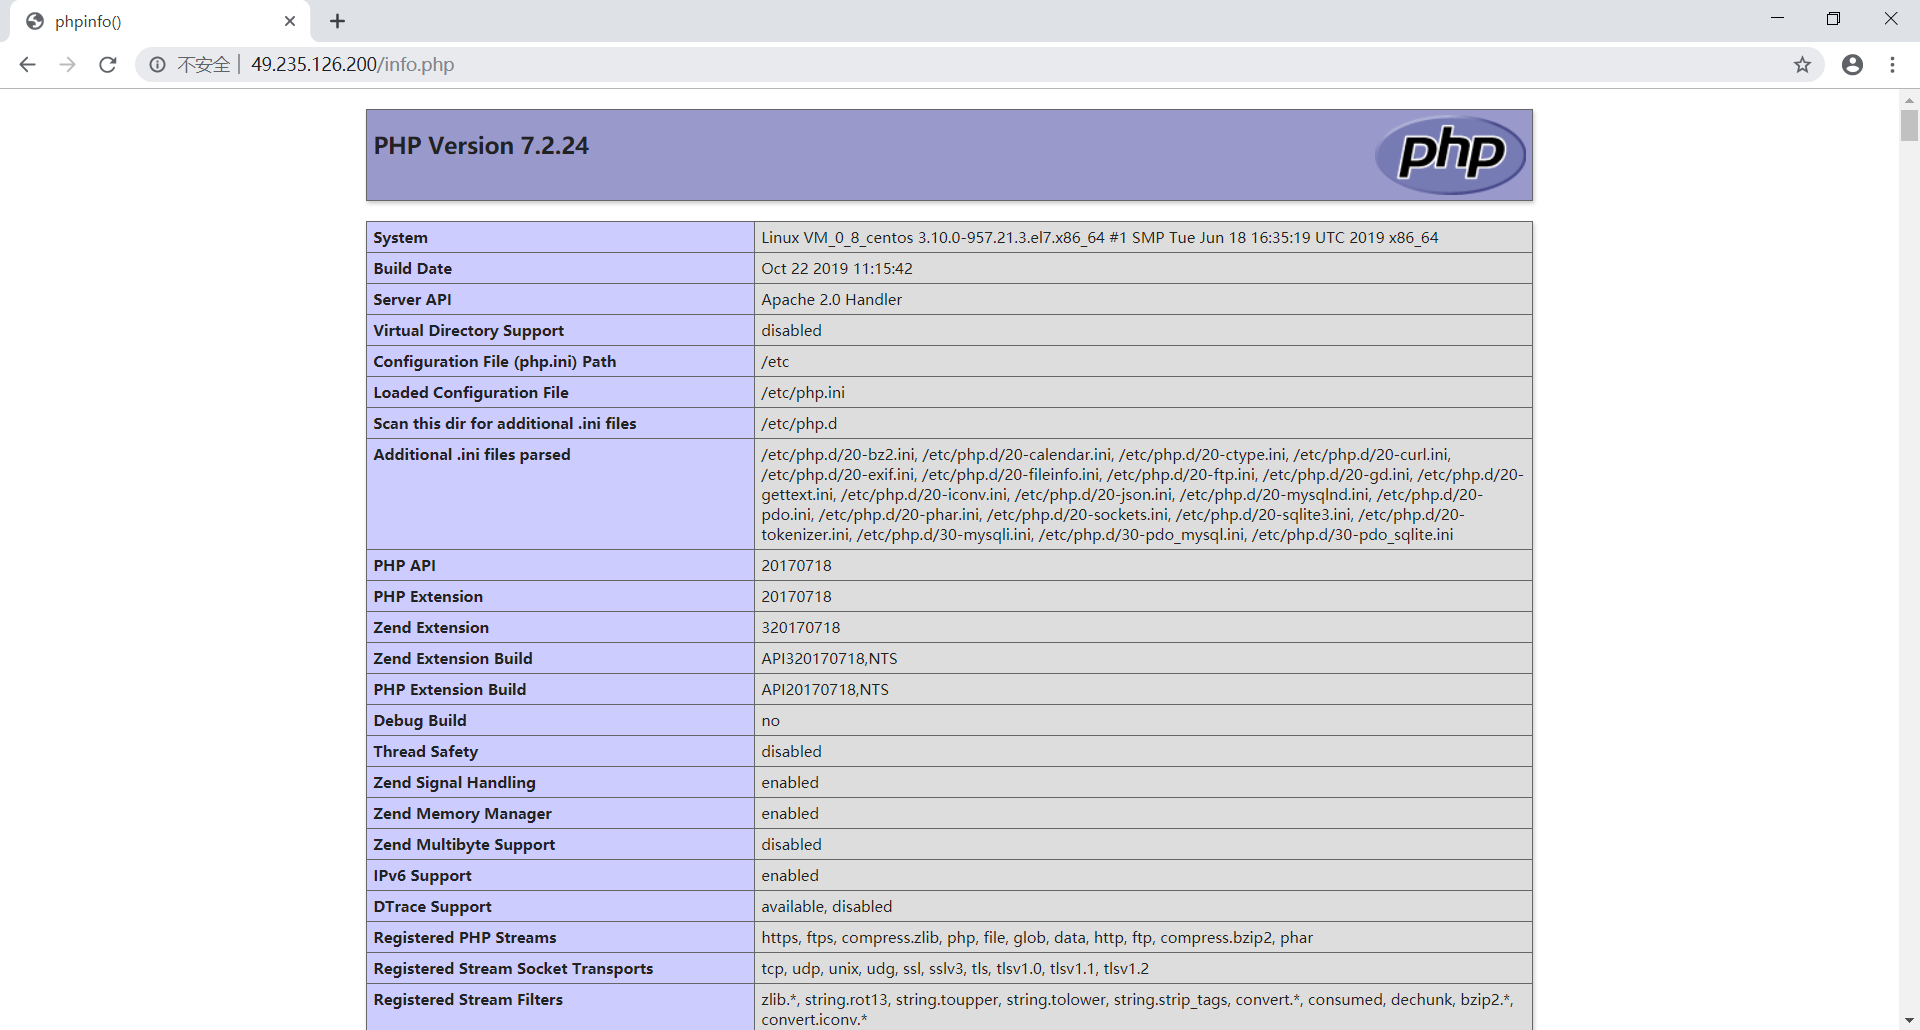 phpinfo()
不安全 | 49.235.126.200/info.php
PHP Version 7.2.24
php
System Linux VM_0_8_centos 3.10.0-957.21.3.el7.x86_64 #1 SMP Tue Jun 18 16:35:19 UTC 2019 x86_64
Build Date Oct 22 2019 11:15:42
Server API Apache 2.0 Handler
Virtual Directory Support disabled
Configuration File (php.ini) Path /etc
Loaded Configuration File /etc/php.ini
Scan this dir for additional .ini files /etc/php.d
Additional .ini files parsed /etc/php.d/20-bz2.ini, /etc/php.d/20-calendar.ini, /etc/php.d/20-ctype.ini, /etc/php.d/20-curl.ini,
/etc/php.d/20-exif.ini, /etc/php.d/20-fileinfo.ini, /etc/php.d/20-ftp.ini, /etc/php.d/20-gd.ini, /etc/php.d/20-
gettext.ini, /etc/php.d/20-iconv.ini, /etc/php.d/20-json.ini, /etc/php.d/20-mysqlnd.ini, /etc/php.d/20-
pdo.ini, /etc/php.d/20-phar.ini, /etc/php.d/20-sockets.ini, /etc/php.d/20-sqlite3.ini, /etc/php.d/20-
tokenizer.ini, /etc/php.d/30-mysqli.ini, /etc/php.d/30-pdo_mysql.ini, /etc/php.d/30-pdo_sqlite.ini
PHP API 20170718
PHP Extension 20170718
Zend Extension 320170718
Zend Extension Build API320170718,NTS
PHP Extension Build API20170718,NTS
Debug Build no
Thread Safety disabled
Zend Signal Handling enabled
Zend Memory Manager enabled
Zend Multibyte Support disabled
IPv6 Support enabled
DTrace Support available, disabled
Registered PHP Streams https, ftps, compress.zlib, php, file, glob, data, http, ftp, compress.bzip2, phar
Registered Stream Socket Transports tcp, udp, unix, udg, ssl, sslv3, tls, tlsv1.0, tlsv1.1, tlsv1.2
Registered Stream Filters zlib.*, string.rot13, string.toupper, string.tolower, string.strip_tags, convert.*, consumed, dechunk, bzip2.*,
convert.iconv.*